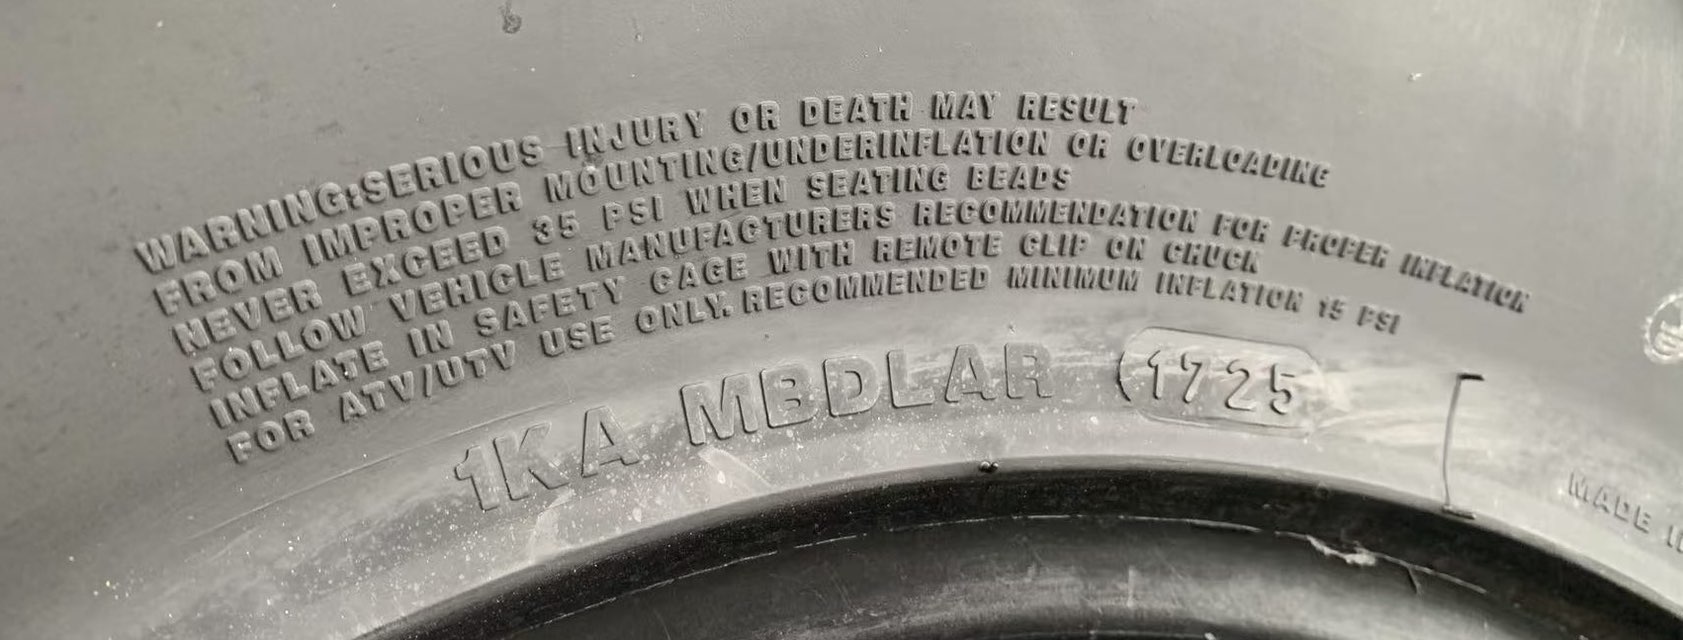 WARNING:SERIOUS INJURY OR DEATH MAY RESULT
FROM IMPROPER MOUNTING/UNDERINFLATION OR OVERLOADING
NEVER EXCEED 35 PSI WHEN SEATING BEADS
FOLLOW VEHICLE MANUFACTURERS RECOMMENDATION FOR PROPER INFLATION
INFLATE IN SAFETY CAGE WITH REMOTE CLIP ON CHUCK
FOR ATV/UTV USE ONLY. RECOMMENDED MINIMUM INFLATION 15 PSI
1KA MBDLAR 1725
MADE